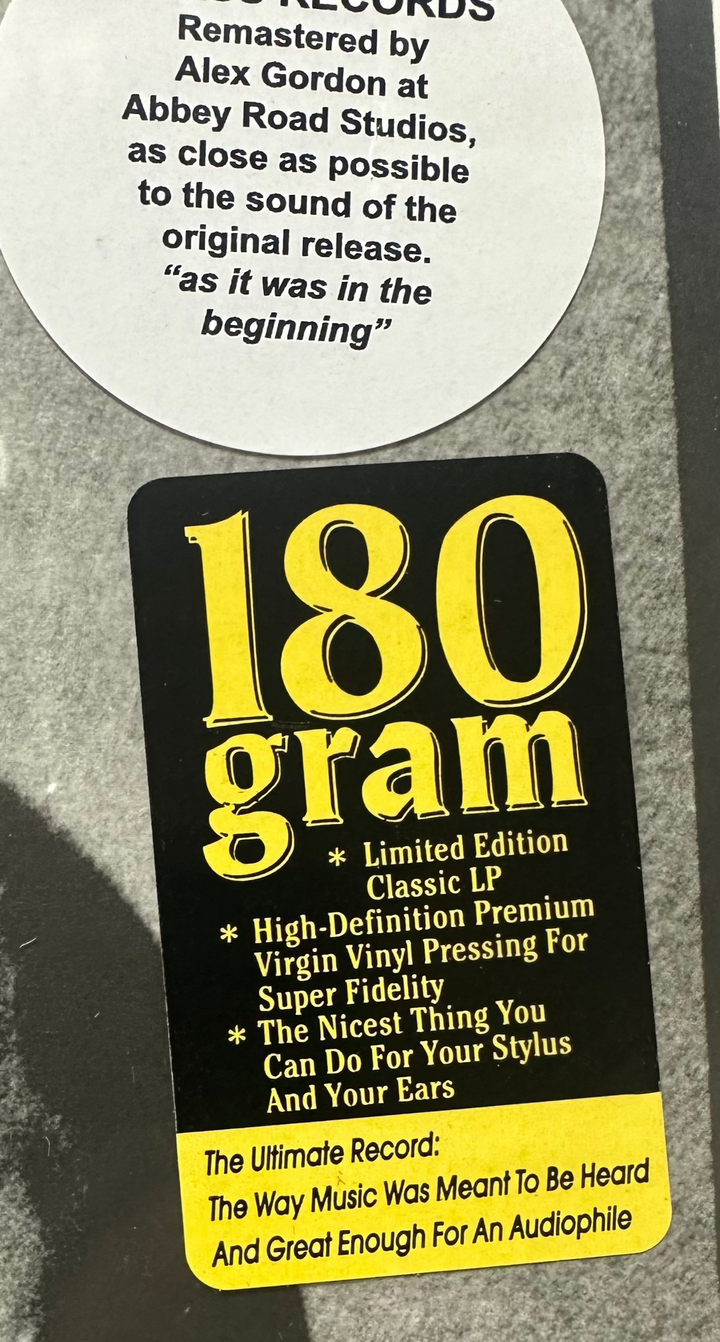 RECORDS
Remastered by
Alex Gordon at
Abbey Road Studios,
as close as possible
to the sound of the
original release.
“as it was in the
beginning”
180
gram
* Limited Edition
Classic LP
* High-Definition Premium
Virgin Vinyl Pressing For
Super Fidelity
* The Nicest Thing You
Can Do For Your Stylus
And Your Ears
The Ultimate Record:
The Way Music Was Meant To Be Heard
And Great Enough For An Audiophile